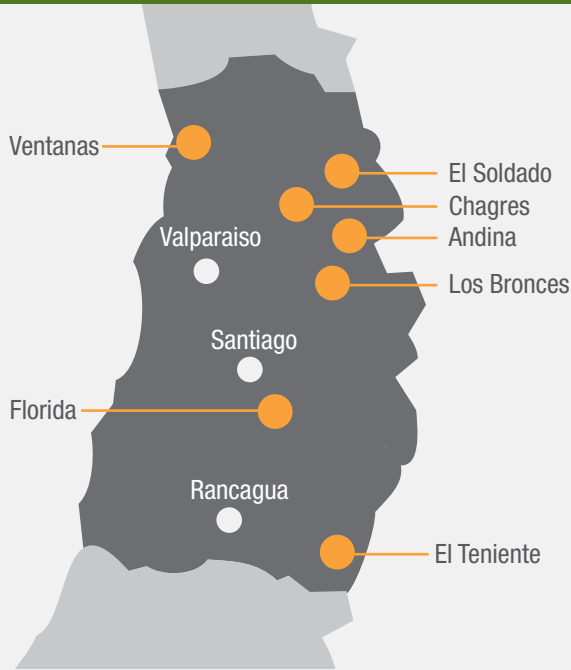 Ventanas
El Soldado
Chagres
Valparaiso
Andina
Los Bronces
Santiago
Florida
Rancagua
El Teniente